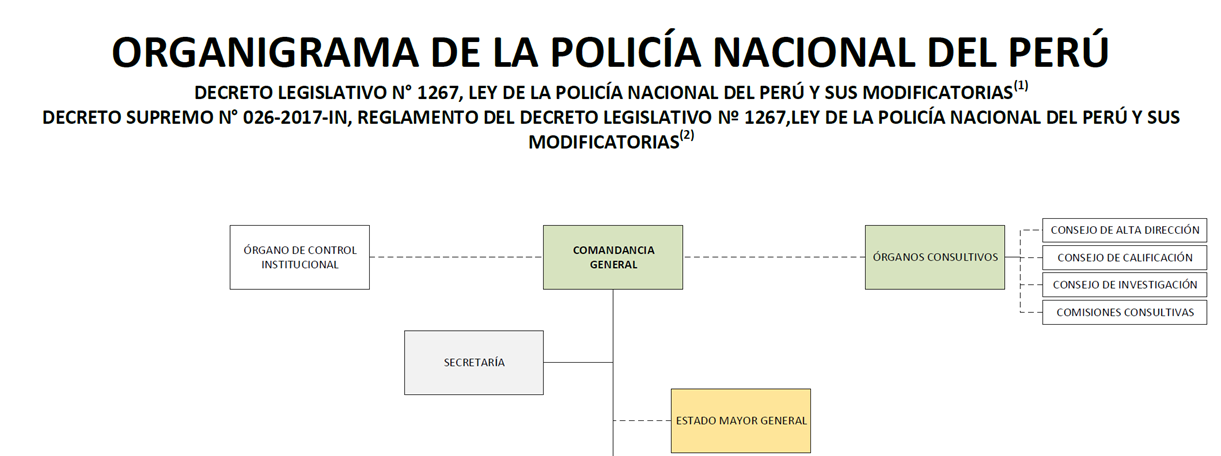 ORGANIGRAMA DE LA POLICÍA NACIONAL DEL PERÚ
DECRETO LEGISLATIVO N° 1267, LEY DE LA POLICÍA NACIONAL DEL PERÚ Y SUS MODIFICATORIAS(1)
DECRETO SUPREMO N° 026-2017-IN, REGLAMENTO DEL DECRETO LEGISLATIVO Nº 1267,LEY DE LA POLICÍA NACIONAL DEL PERÚ Y SUS
MODIFICATORIAS(2)
ÓRGANO DE CONTROL
INSTITUCIONAL
COMANDANCIA
GENERAL
ÓRGANOS CONSULTIVOS
CONSEJO DE ALTA DIRECCIÓN
CONSEJO DE CALIFICACIÓN
CONSEJO DE INVESTIGACIÓN
COMISIONES CONSULTIVAS
SECRETARÍA
ESTADO MAYOR GENERAL